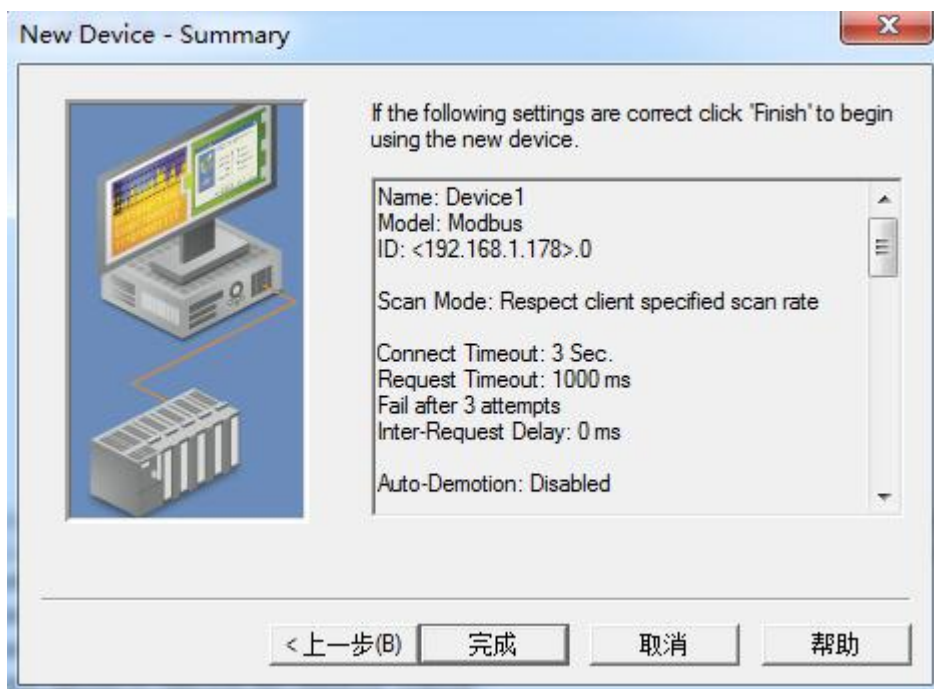 New Device - Summary
If the following settings are correct click 'Finish' to begin
using the new device.
Name: Device1
Model: Modbus
ID: <192.168.1.178>.0
Scan Mode: Respect client specified scan rate
Connect Timeout: 3 Sec.
Request Timeout: 1000 ms
Fail after 3 attempts
Inter-Request Delay: 0 ms
Auto-Demotion: Disabled
<上一步(B) 完成 取消 帮助